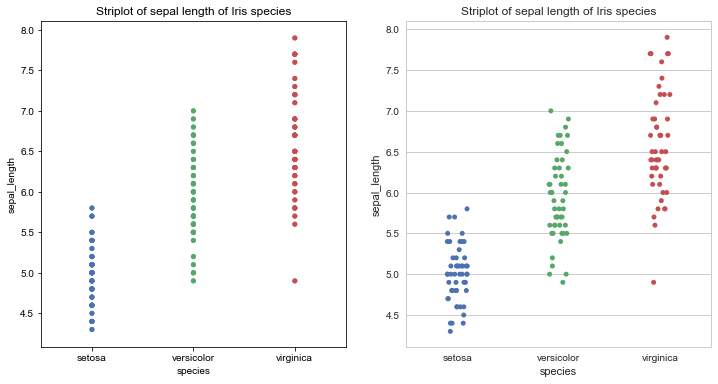 Striplot of sepal length of Iris species
8.0
7.5
7.0
6.5
6.0
5.5
5.0
4.5
sepal_length
setosa versicolor virginica
species
Striplot of sepal length of Iris species
8.0
7.5
7.0
6.5
6.0
5.5
5.0
4.5
sepal_length
setosa versicolor virginica
species